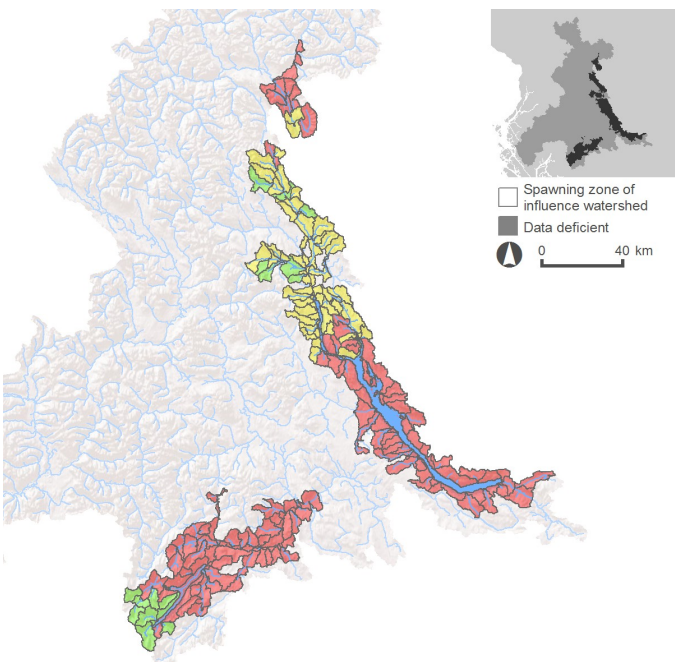 Spawning zone of
influence watershed
Data deficient
0 40 km